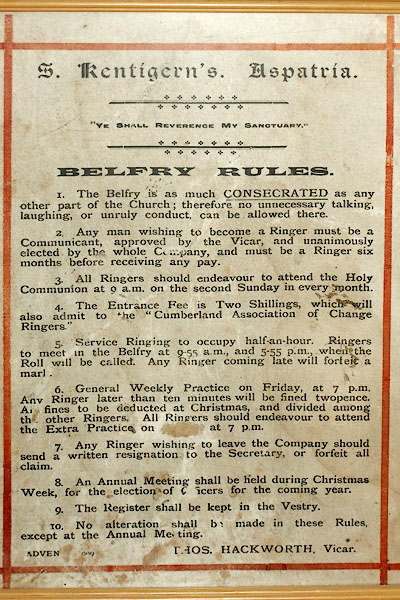 S. Kentigern's. Aspatria.
"Ye Shall Reverence My Sanctuary."
BELFRY RULES.
1. The Belfry is as much CONSECRATED as any
other part of the Church; therefore no unnecessary talking,
laughing, or unruly conduct, can be allowed there.
2. Any man wishing to become a Ringer must be a
Communicant, approved by the Vicar, and unanimously
elected by the whole Company, and must be a Ringer six
months before receiving any pay.
3. All Ringers should endeavour to attend the Holy
Communion at 9 a.m. on the second Sunday in every month.
4. The Entrance Fee is Two Shillings, which will
also admit to the "Cumberland Association of Change
Ringers."
5. Service Ringing to occupy half-an-hour. Ringers
to meet in the Belfry at 9-55 a.m., and 5-55 p.m., when the
Roll will be called. Any Ringer coming late will forfeit a
6. General Weekly Practice on Friday, at 7 p.m.
Any Ringer later than ten minutes will be fined twopence.
fines to be deducted at Christmas, and divided among
other Ringers. All Ringers should endeavour to attend
the Extra Practice on at 7 p.m.
7. Any Ringer wishing to leave the Company should
send a written resignation to the Secretary, or forfeit all
claim.
8. An Annual Meeting shall be held during Christmas
Week, for the election of Officers for the coming year.
9. The Register shall be kept in the Vestry.
10. No alteration shall be made in these Rules,
except at the Annual Meeting.
THOS. HACKWORTH, Vicar.